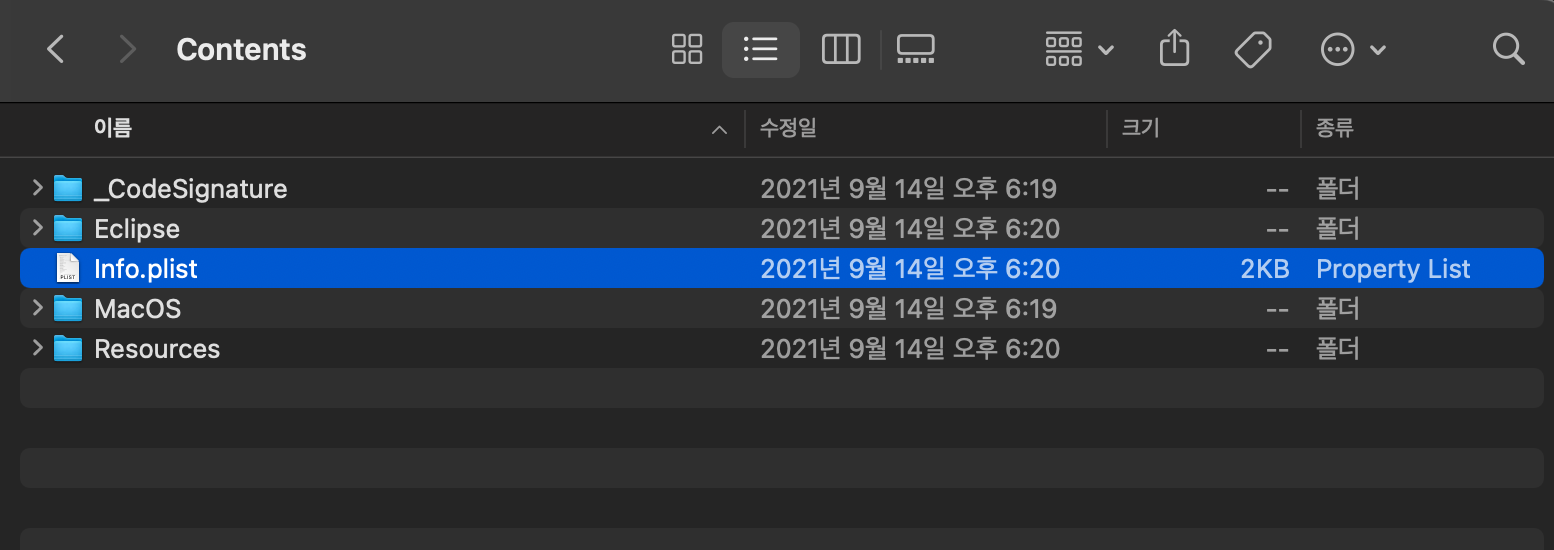 Contents
이름 수정일 크기 종류
_CodeSignature 2021년 9월 14일 오후 6:19 -- 폴더
Eclipse 2021년 9월 14일 오후 6:20 -- 폴더
PLIST Info.plist 2021년 9월 14일 오후 6:20 2KB Property List
MacOS 2021년 9월 14일 오후 6:19 -- 폴더
Resources 2021년 9월 14일 오후 6:20 -- 폴더